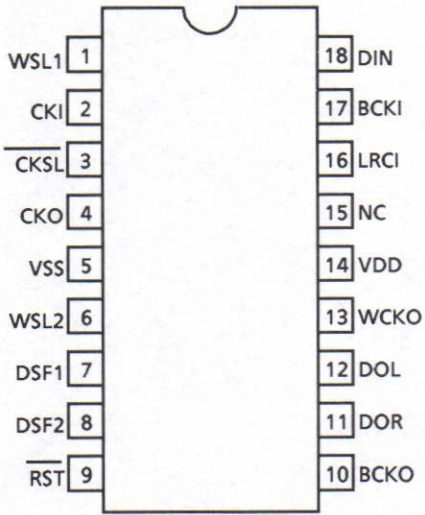 WSL1 1 18 DIN
CKI 2 17 BCKI
CKSL 3 16 LRCI
CKO 4 15 NC
VSS 5 14 VDD
WSL2 6 13 WCKO
DSF1 7 12 DOL
DSF2 8 11 DOR
RST 9 10 BCKO